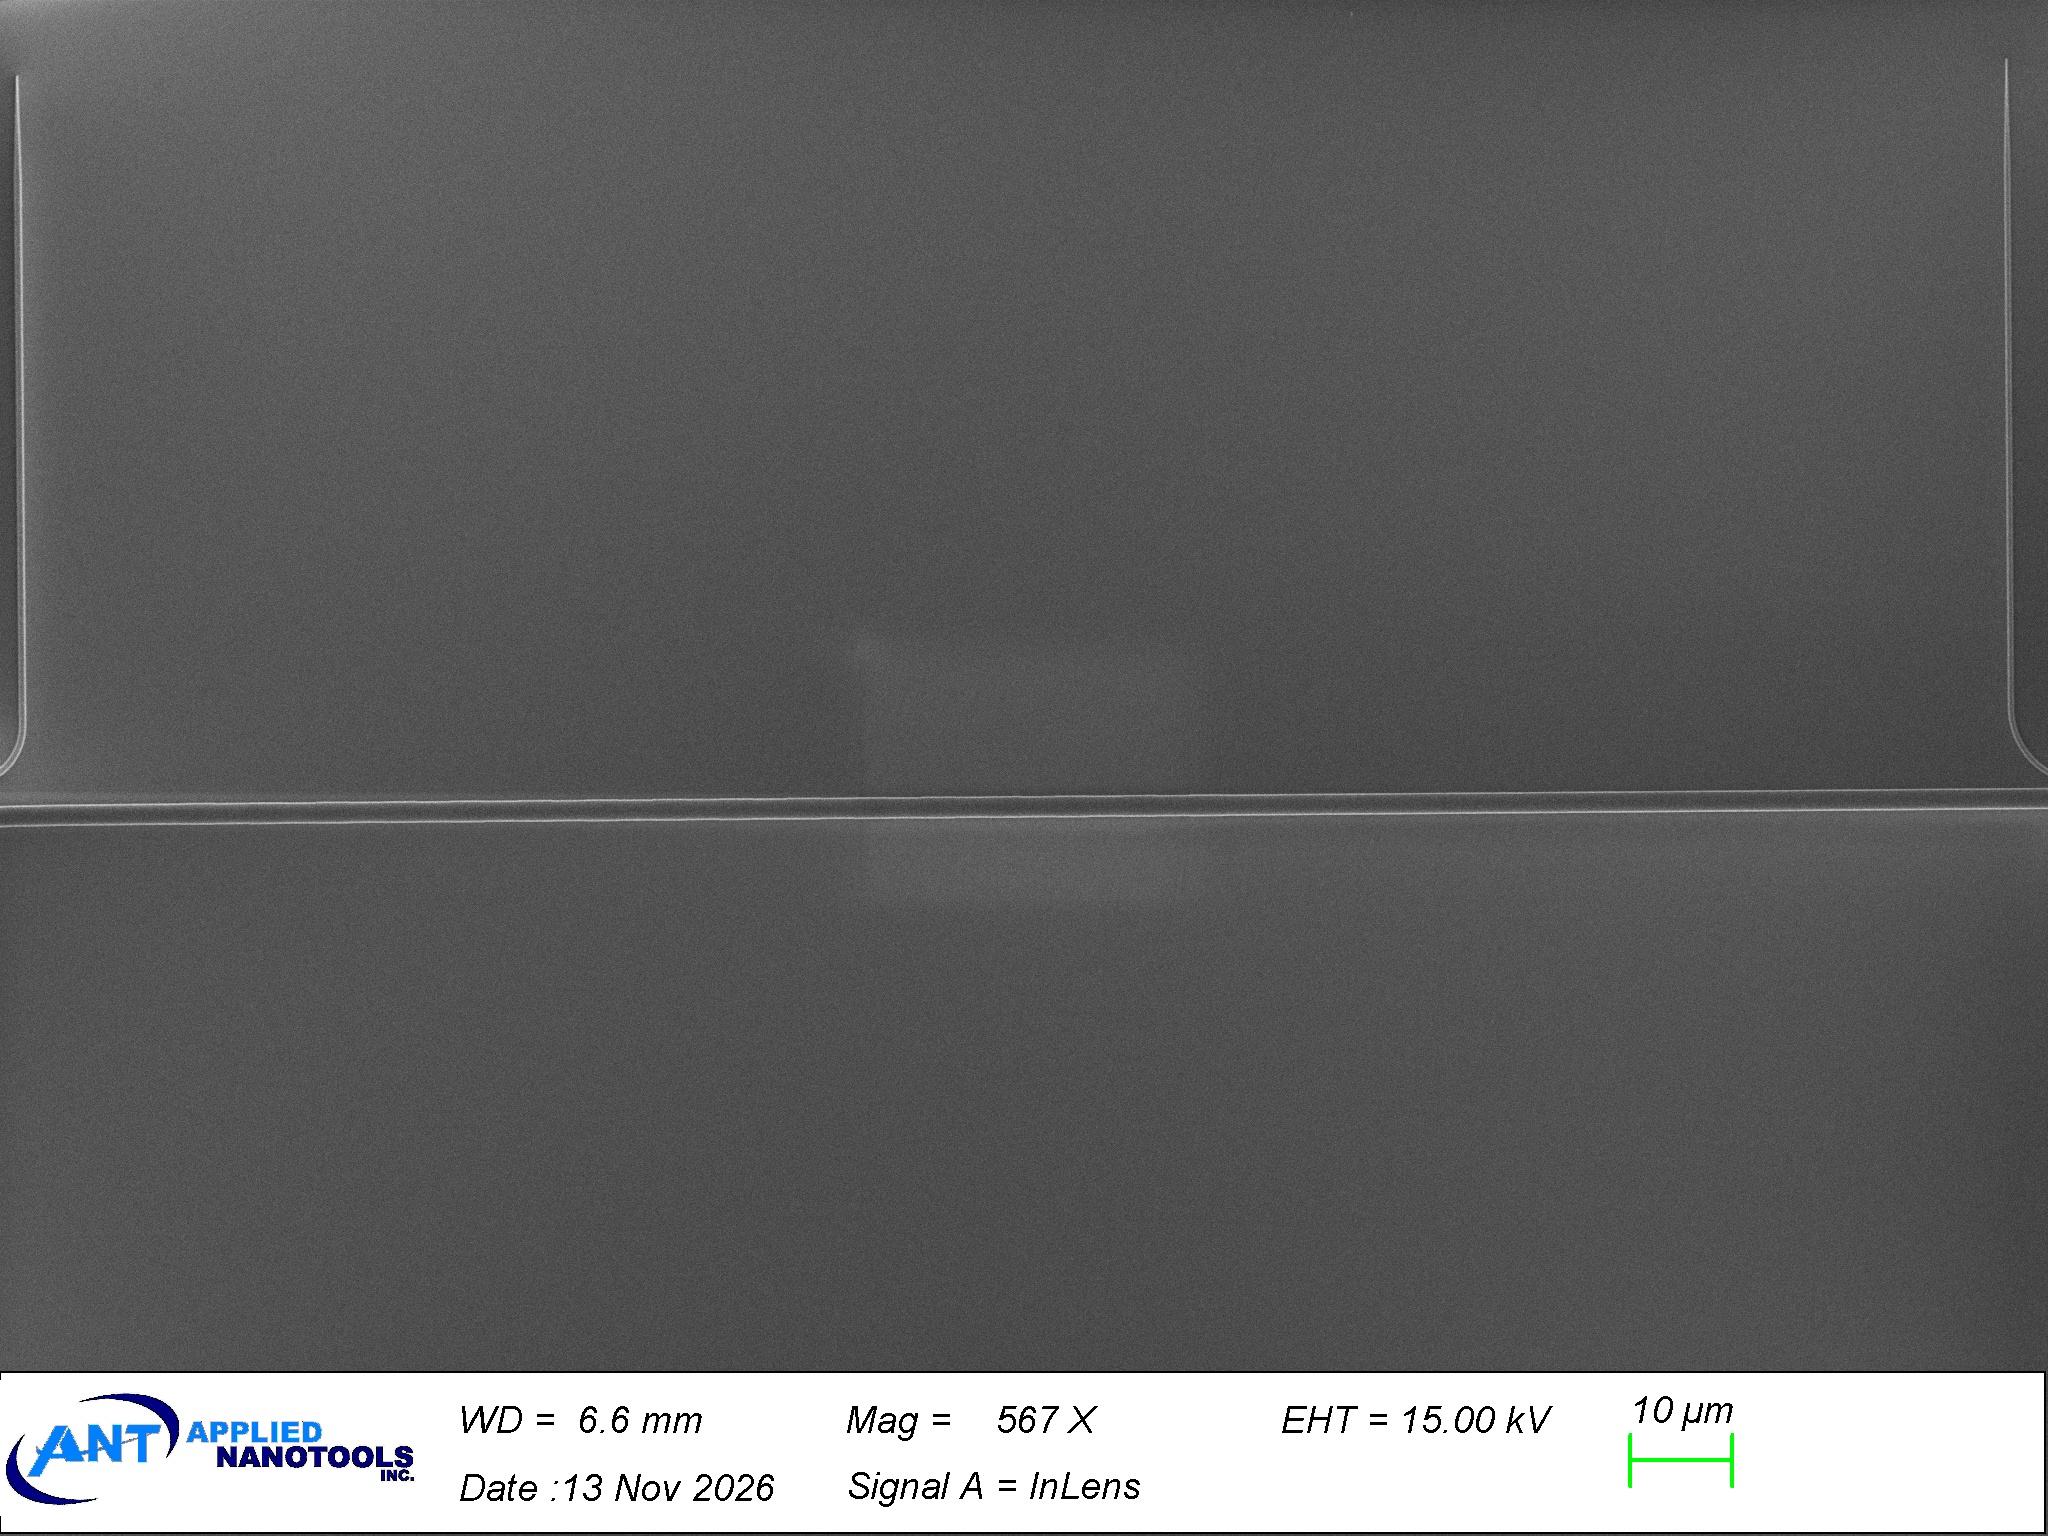 ANT APPLIED
NANOTOOLS
INC.
WD = 6.6 mm
Mag = 567 X
EHT = 15.00 kV
10 µm
Date :13 Nov 2026
Signal A = InLens